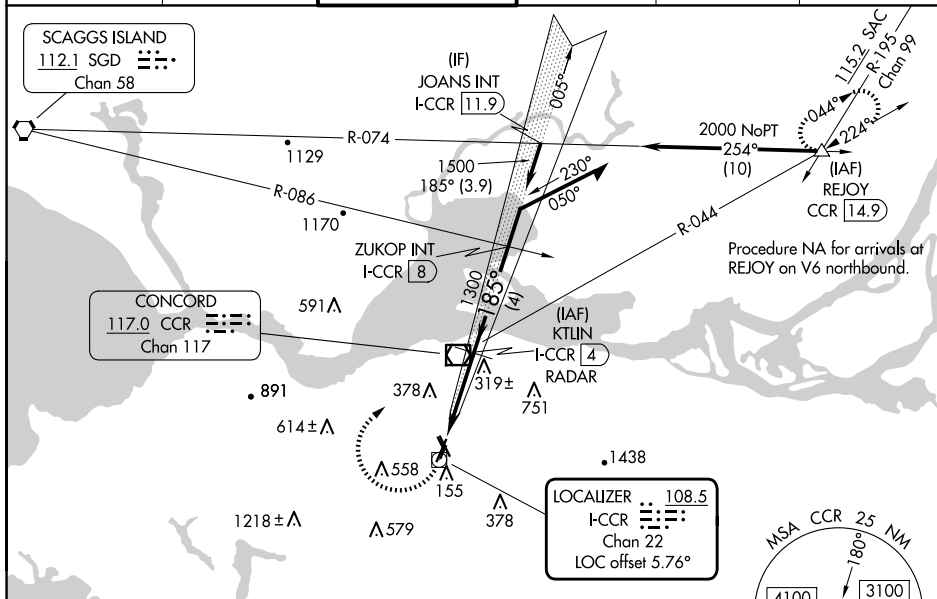 SCAGGS ISLAND
112.1 SGD
Chan 58
(IF)
JOANS INT
I-CCR 11.9
005°
115.2 SAC
R-195
Chan 99
044°
224°
R-074
2000 NoPT
254°
(10)
(IAF)
REJOY
CCR 14.9
1129
1500
185° (3.9)
230°
050°
R-086
1170
R-044
ZUKOP INT
I-CCR 8
Procedure NA for arrivals at
REJOY on V6 northbound.
1300
185°
(4)
CONCORD
117.0 CCR
Chan 117
591
(IAF)
KTLIN
I-CCR 4
RADAR
891
378
319±
751
614±
558
155
1438
1218±
579
378
LOCALIZER 108.5
I-CCR
Chan 22
LOC offset 5.76°
MSA CCR 25 NM
180°
4100
3100